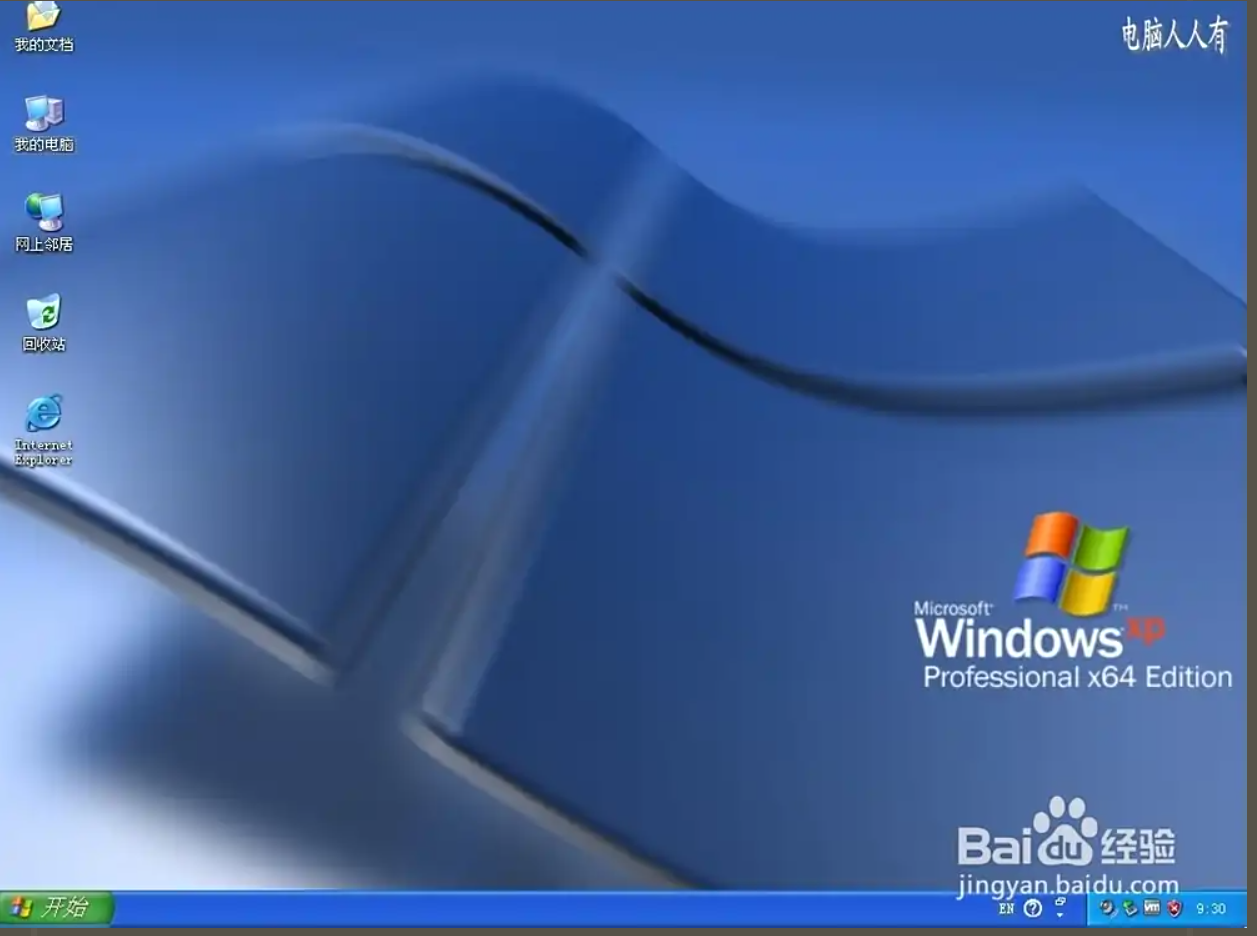 我的文档
电脑人人有
我的电脑
网上邻居
回收站
Internet
Explorer
Microsoft
Windows xp
Professional x64 Edition
Baidu 经验
jingyan.baidu.com
开始
EN
vm
9:30